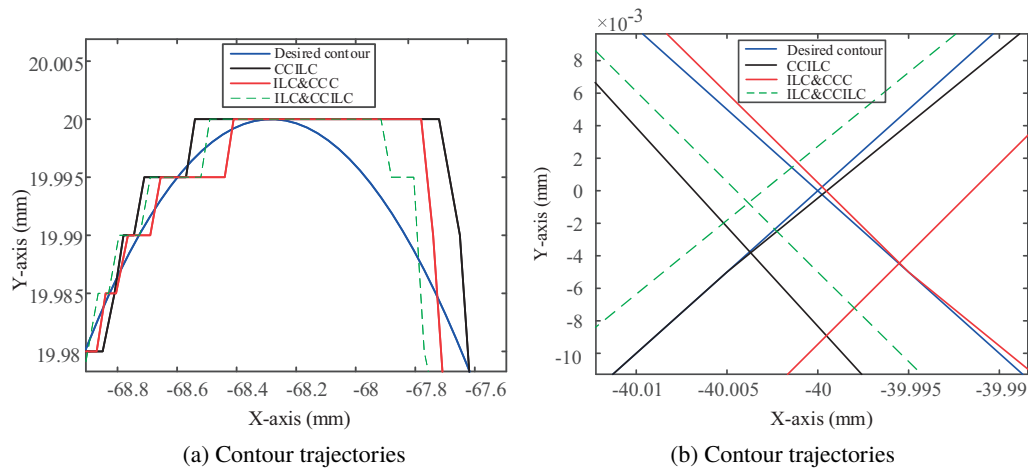 20.005
20
19.995
19.99
19.985
19.98
Y-axis (mm)
Desired contour
CCILC
ILC&CCC
ILC&CCILC
-68.8 -68.6 -68.4 -68.2 -68 -67.8 -67.6
X-axis (mm)
(a) Contour trajectories
×10-3
8
6
4
2
0
-2
-4
-6
-8
-10
Y-axis (mm)
Desired contour
CCILC
ILC&CCC
ILC&CCILC
-40.01 -40.005 -40 -39.995 -39.99
X-axis (mm)
(b) Contour trajectories